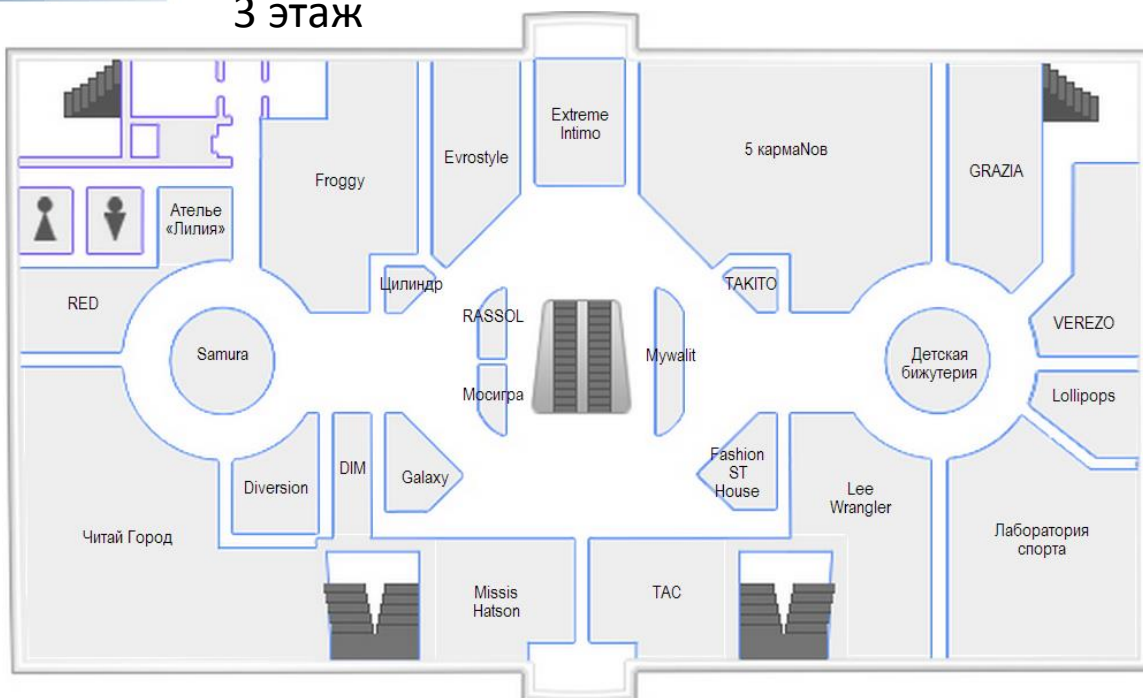 3 этаж
Extreme
Intimo
Evrostyle
5 кармаNов
GRAZIA
Froggy
Ателье
«Лилия»
Цилиндр
TAKITO
RED
RASSOL
VEREZO
Samura
Mywalit
Детская
бижутерия
Мосигра
Lollipops
DIM
Galaxy
Fashion
ST
House
Diversion
Lee
Wrangler
Читай Город
Лаборатория
спорта
Missis
Hatson
TAC